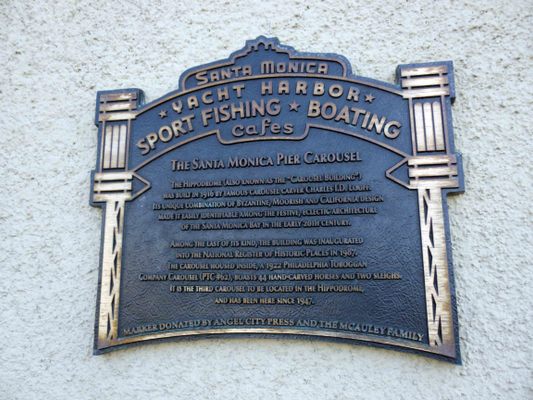 SANTA MONICA
★ YACHT HARBOR ★
SPORT FISHING ★ BOATING
Cafes
THE SANTA MONICA PIER CAROUSEL
THE HIPPODROME (ALSO KNOWN AS THE "CAROUSEL BUILDING")
WAS BUILT IN 1916 BY FAMOUS CAROUSEL CARVER CHARLES I.D. LOOFF.
ITS UNIQUE COMBINATION OF BYZANTINE, MOORISH AND CALIFORNIA DESIGN
MADE IT EASILY IDENTIFIABLE AMONG THE FESTIVE, ECLECTIC ARCHITECTURE
OF THE SANTA MONICA BAY IN THE EARLY 20TH CENTURY.
AMONG THE LAST OF ITS KIND, THE BUILDING WAS INAUGURATED
INTO THE NATIONAL REGISTER OF HISTORIC PLACES IN 1987.
THE CAROUSEL HOUSED INSIDE, A 1922 PHILADELPHIA TOBOGGAN
COMPANY CAROUSEL (PTC #62), BOASTS 44 HAND-CARVED HORSES AND TWO SLEIGHS.
IT IS THE THIRD CAROUSEL TO BE LOCATED IN THE HIPPODROME,
AND HAS BEEN HERE SINCE 1947.
MARKER DONATED BY ANGEL CITY PRESS AND THE MCAULEY FAMILY